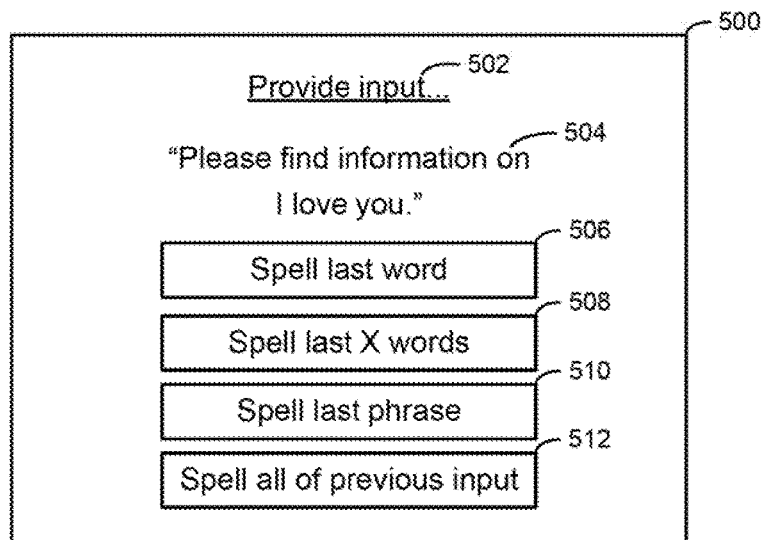 500
Provide input... 502
504
“Please find information on
I love you.”
506
Spell last word
508
Spell last X words
510
Spell last phrase
512
Spell all of previous input